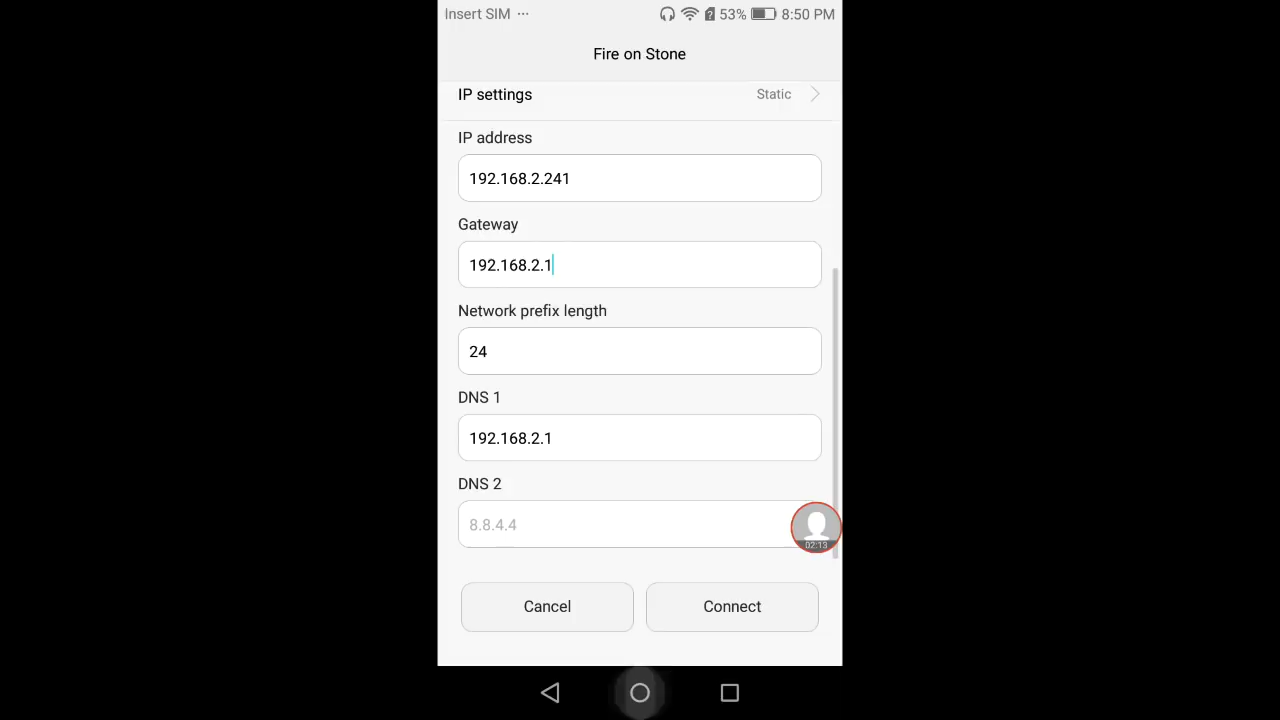 Insert SIM ··· 53% 8:50 PM
Fire on Stone
IP settings Static
IP address
192.168.2.241
Gateway
192.168.2.1
Network prefix length
24
DNS 1
192.168.2.1
DNS 2
8.8.4.4
02:13
Cancel Connect